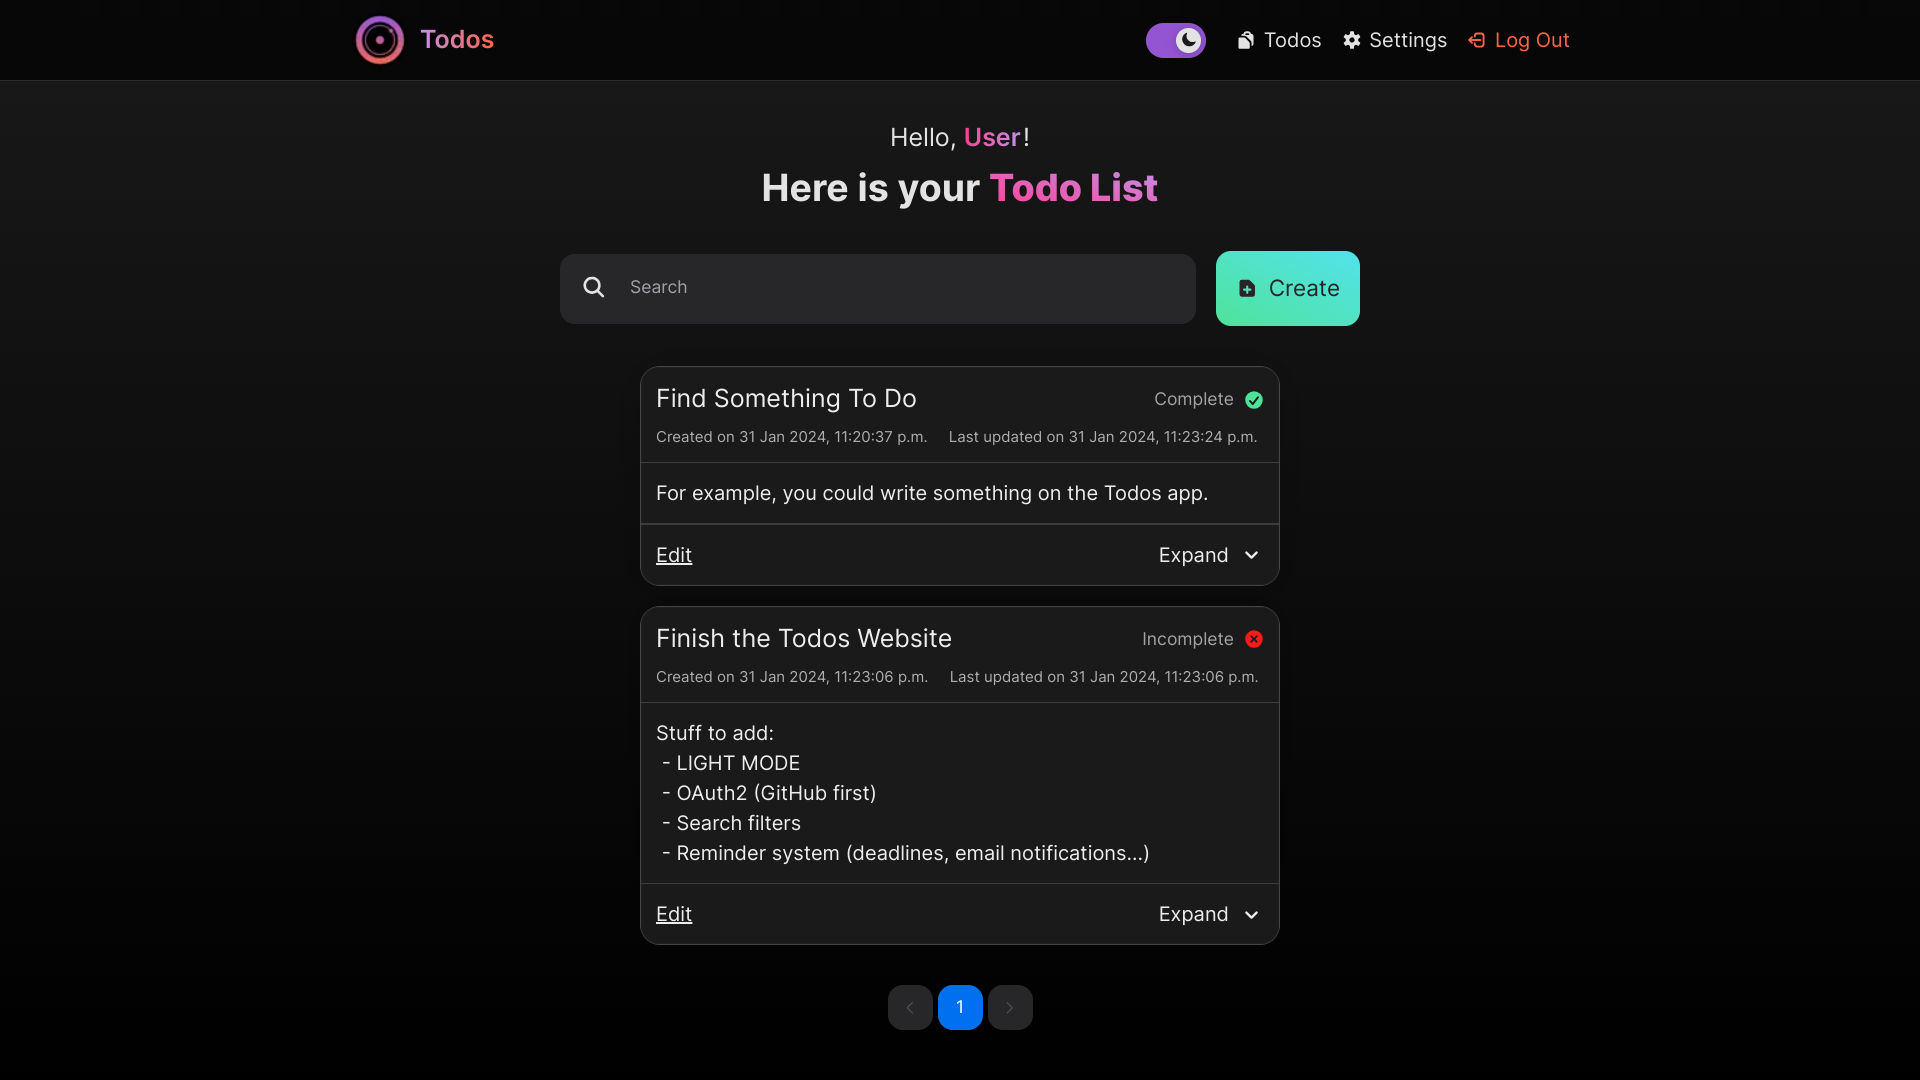 Todos
Todos
Settings
Log Out
Hello, User!
Here is your Todo List
Search
Create
Find Something To Do
Complete
Created on 31 Jan 2024, 11:20:37 p.m.
Last updated on 31 Jan 2024, 11:23:24 p.m.
For example, you could write something on the Todos app.
Edit
Expand
Finish the Todos Website
Incomplete
Created on 31 Jan 2024, 11:23:06 p.m.
Last updated on 31 Jan 2024, 11:23:06 p.m.
Stuff to add:
- LIGHT MODE
- OAuth2 (GitHub first)
- Search filters
- Reminder system (deadlines, email notifications...)
Edit
Expand
1